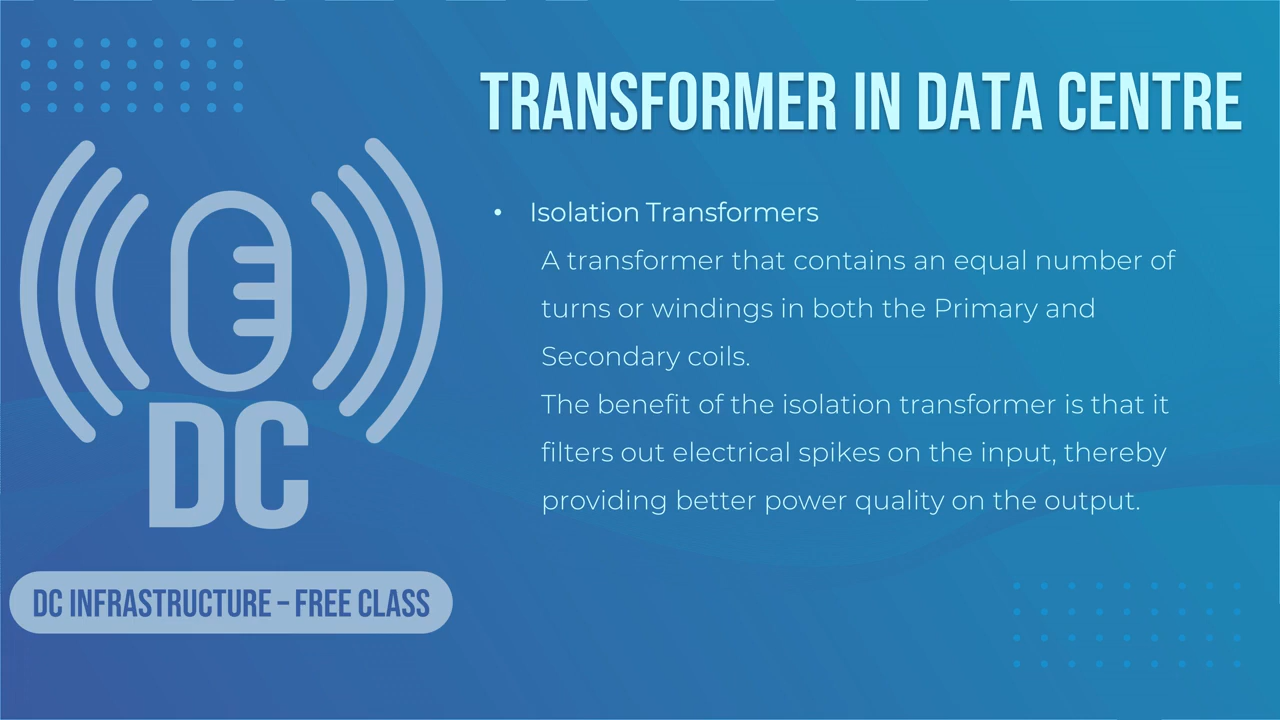 TRANSFORMER IN DATA CENTRE
• Isolation Transformers
A transformer that contains an equal number of
turns or windings in both the Primary and
Secondary coils.
The benefit of the isolation transformer is that it
filters out electrical spikes on the input, thereby
providing better power quality on the output.
DC
DC INFRASTRUCTURE – FREE CLASS